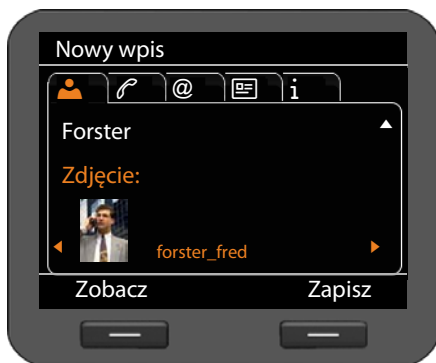 Nowy wpis
@ i
Forster
Zdjęcie:
forster_fred
Zobacz Zapisz